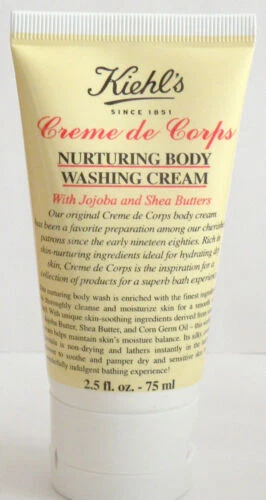 Kiehl's
SINCE 1851
Creme de Corps
NURTURING BODY
WASHING CREAM
With Jojoba and Shea Butters
Our original Creme de Corps body cream
has been a favorite preparation among our cherished
patrons since the early nineteen eighties. Rich in
skin-nurturing ingredients ideal for hydrating dry
skin, Creme de Corps is the inspiration for a
collection of products for a superb bath experience
nurturing body wash is enriched with the finest
thoroughly cleanse and moisturize skin for a
With unique skin-soothing ingredients derived from
Butter, Shea Butter, and Corn Germ Oil – this
helps maintain skin's moisture balance. Its
is non-drying and lathers instantly in the
to soothe and pamper dry and sensitive skin
indulgent bathing experience!
2.5 fl. oz. - 75 ml